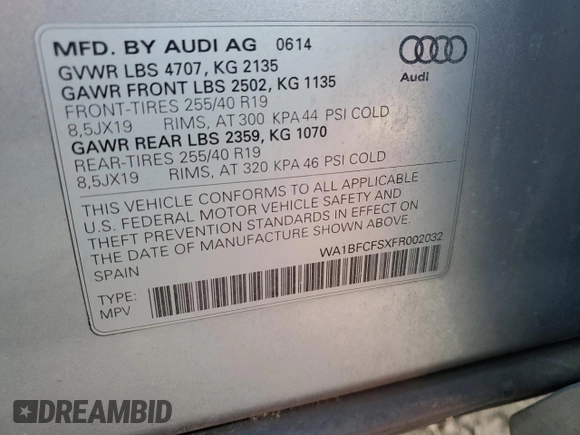 MFD. BY AUDI AG 0614
GVWR LBS 4707, KG 2135
GAWR FRONT LBS 2502, KG 1135
FRONT-TIRES 255/40 R19
8,5JX19 RIMS, AT 300 KPA 44 PSI COLD
GAWR REAR LBS 2359, KG 1070
REAR-TIRES 255/40 R19
8,5JX19 RIMS, AT 320 KPA 46 PSI COLD
Audi
THIS VEHICLE CONFORMS TO ALL APPLICABLE
U.S. FEDERAL MOTOR VEHICLE SAFETY AND
THEFT PREVENTION STANDARDS IN EFFECT ON
THE DATE OF MANUFACTURE SHOWN ABOVE.
SPAIN
WA1BFCFSXFR002032
TYPE:
MPV
DREAMBID